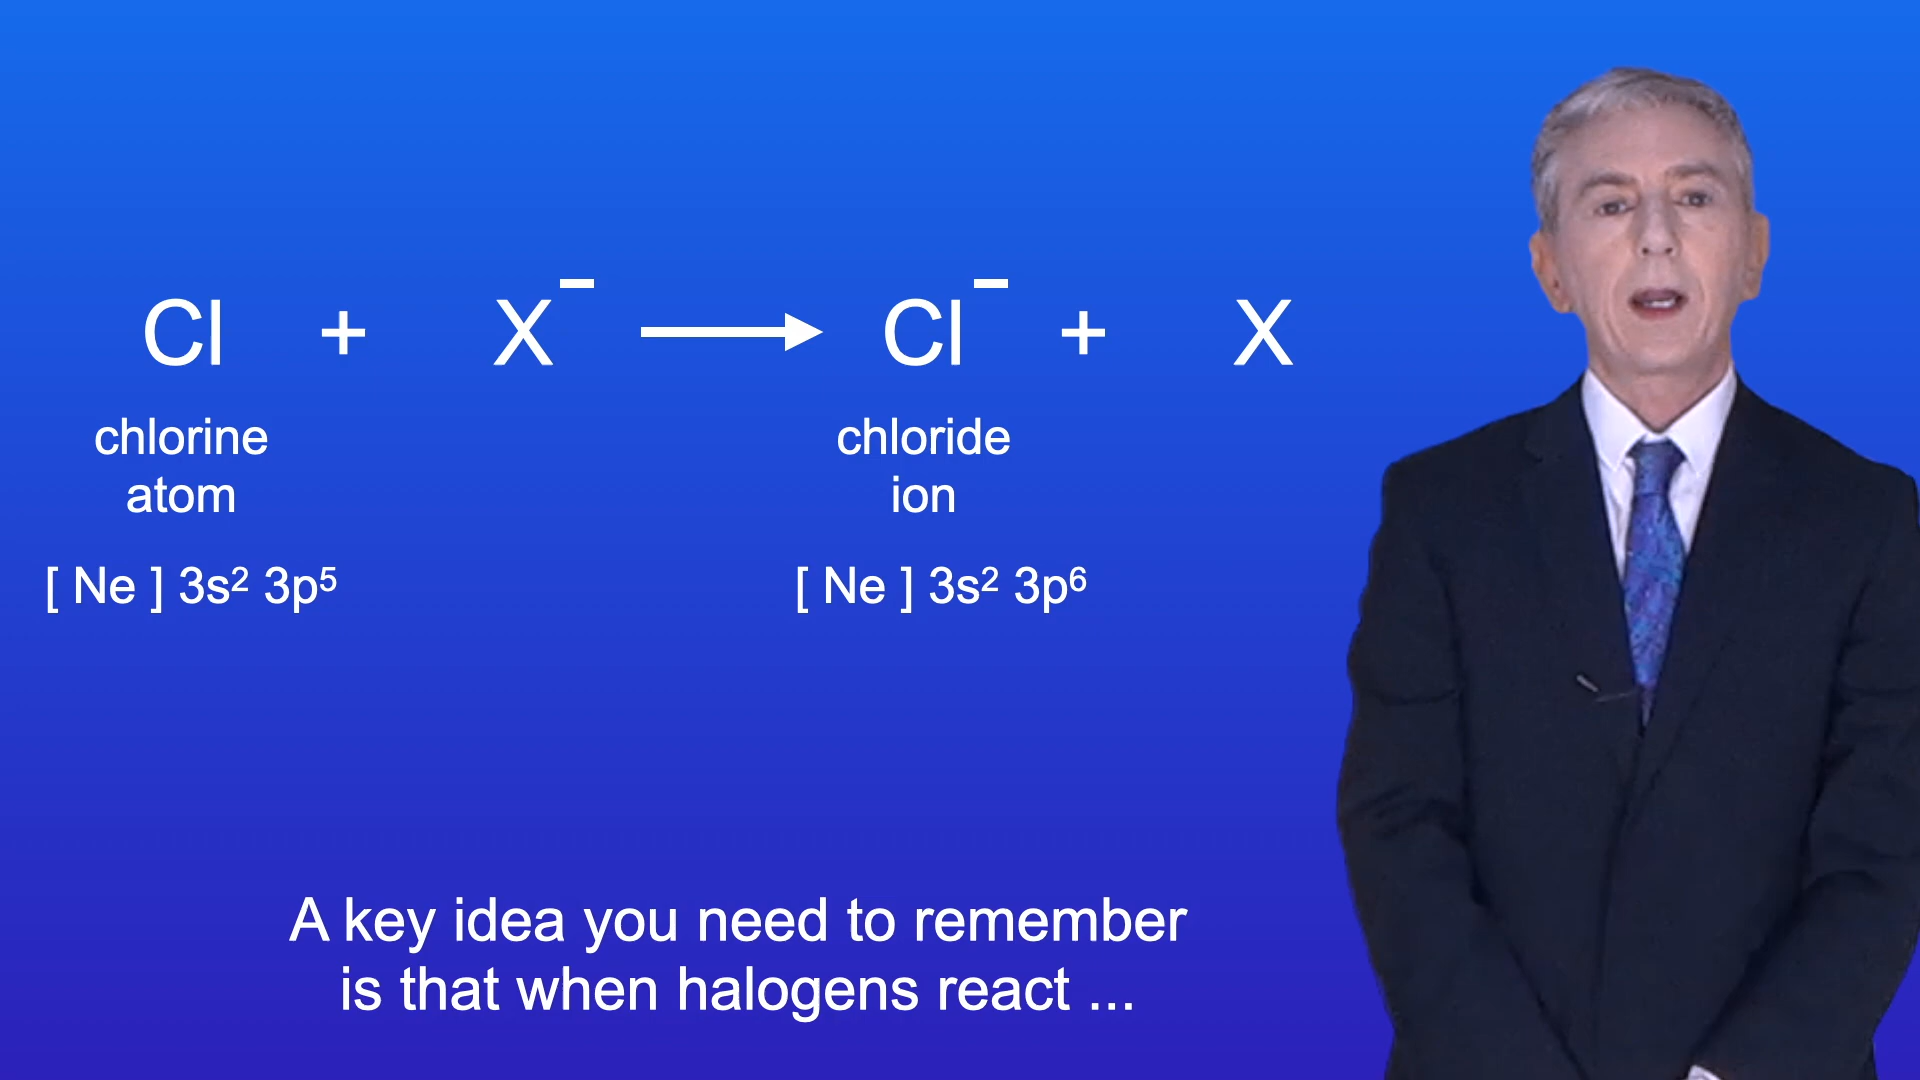 Cl + X⁻ → Cl⁻ + X
chlorine
atom
chloride
ion
[ Ne ] 3s² 3p⁵
[ Ne ] 3s² 3p⁶
A key idea you need to remember
is that when halogens react ...